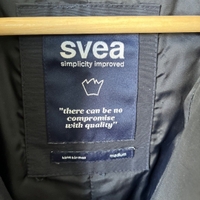 svea
simplicity improved
"there can be no
compromise
with quality"
medium